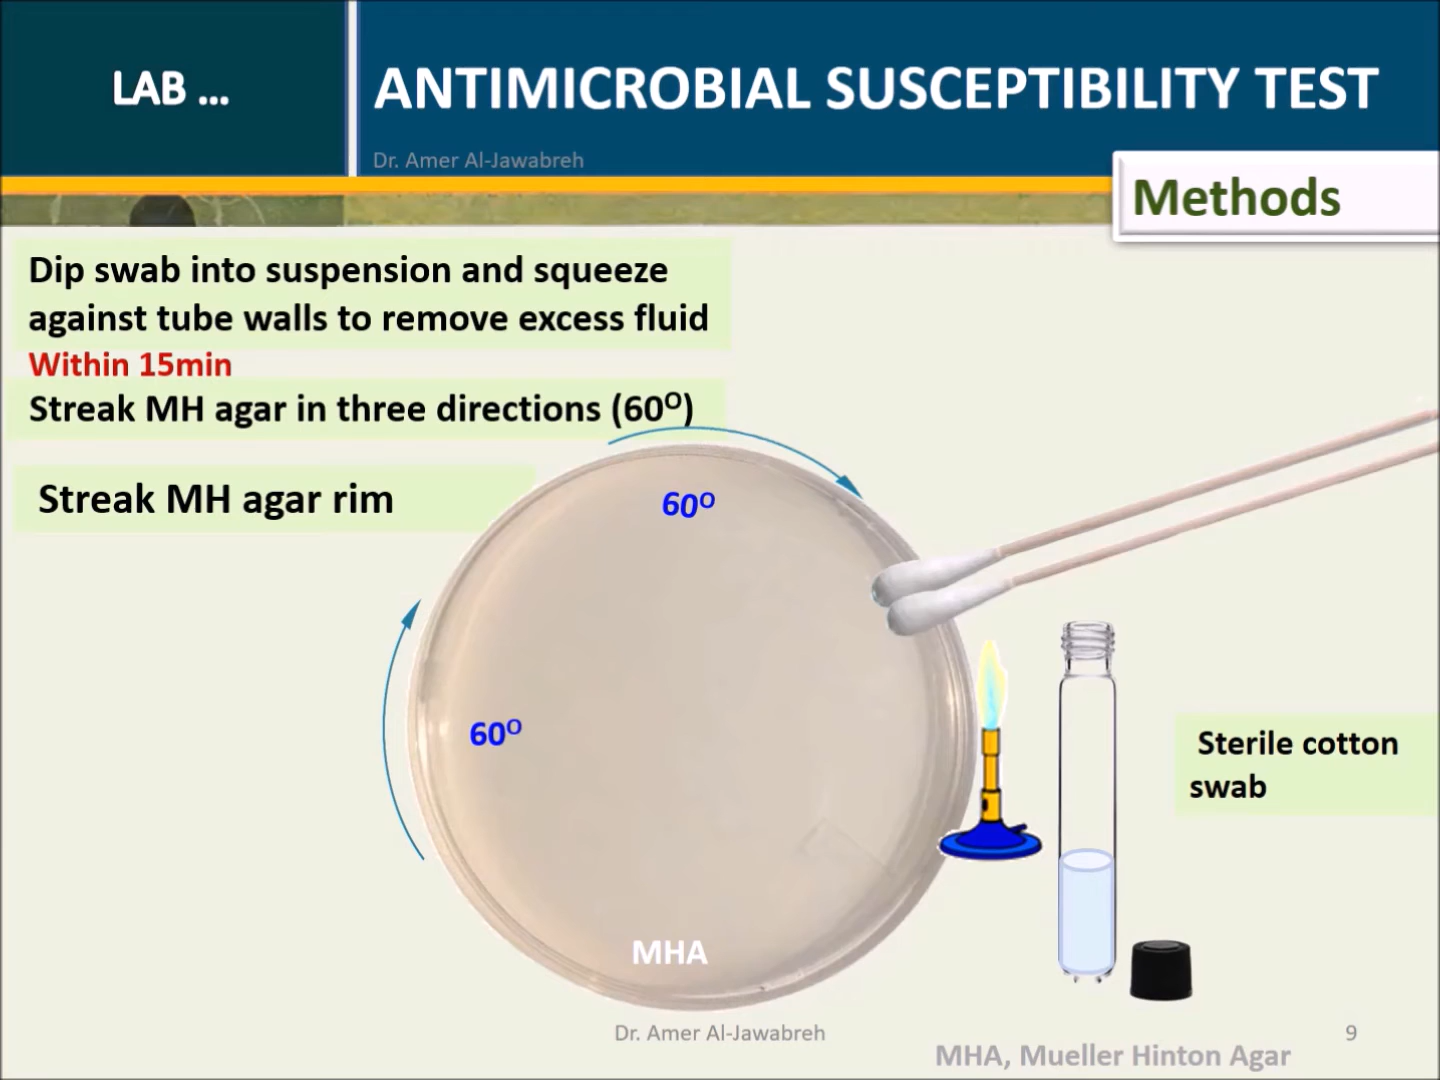 LAB ...
ANTIMICROBIAL SUSCEPTIBILITY TEST
Dr. Amer Al-Jawabreh
Methods
Dip swab into suspension and squeeze
against tube walls to remove excess fluid
Within 15min
Streak MH agar in three directions (60ᴼ)
Streak MH agar rim
60ᴼ
60ᴼ
Sterile cotton
swab
MHA
Dr. Amer Al-Jawabreh
9
MHA, Mueller Hinton Agar